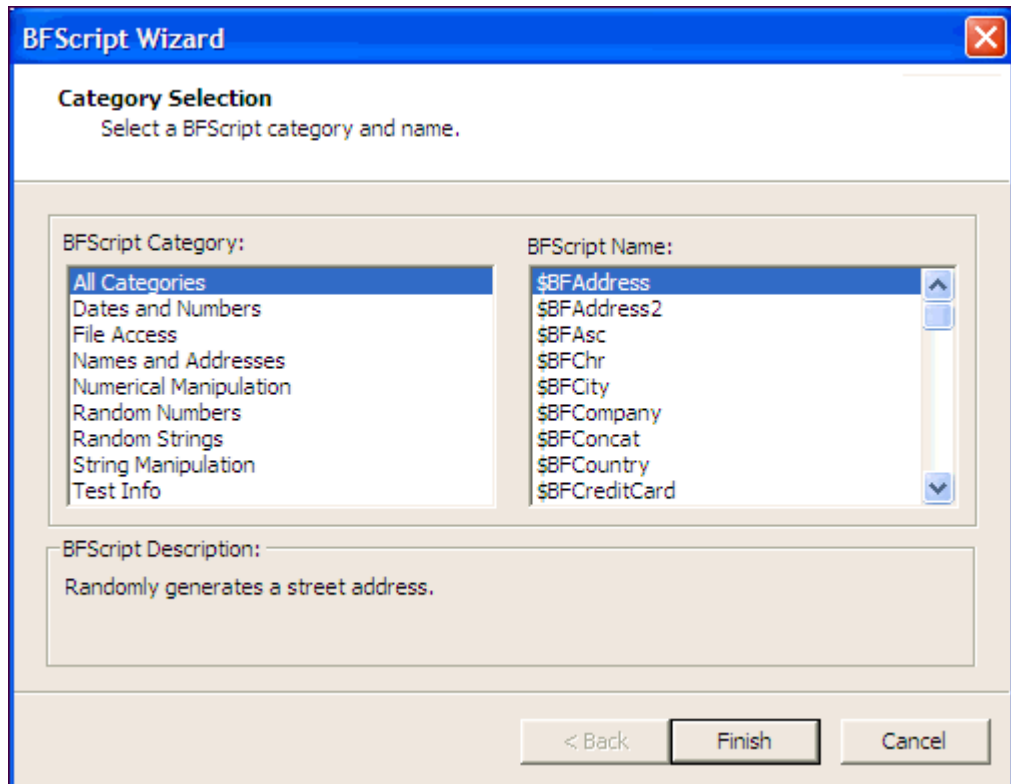 BFScript Wizard
Category Selection
Select a BFScript category and name.
BFScript Category:
All Categories
Dates and Numbers
File Access
Names and Addresses
Numerical Manipulation
Random Numbers
Random Strings
String Manipulation
Test Info
BFScript Name:
$BFAddress
$BFAddress2
$BFAsc
$BFChr
$BFCity
$BFCompany
$BFConcat
$BFCountry
$BFCreditCard
BFScript Description:
Randomly generates a street address.
< Back
Finish
Cancel